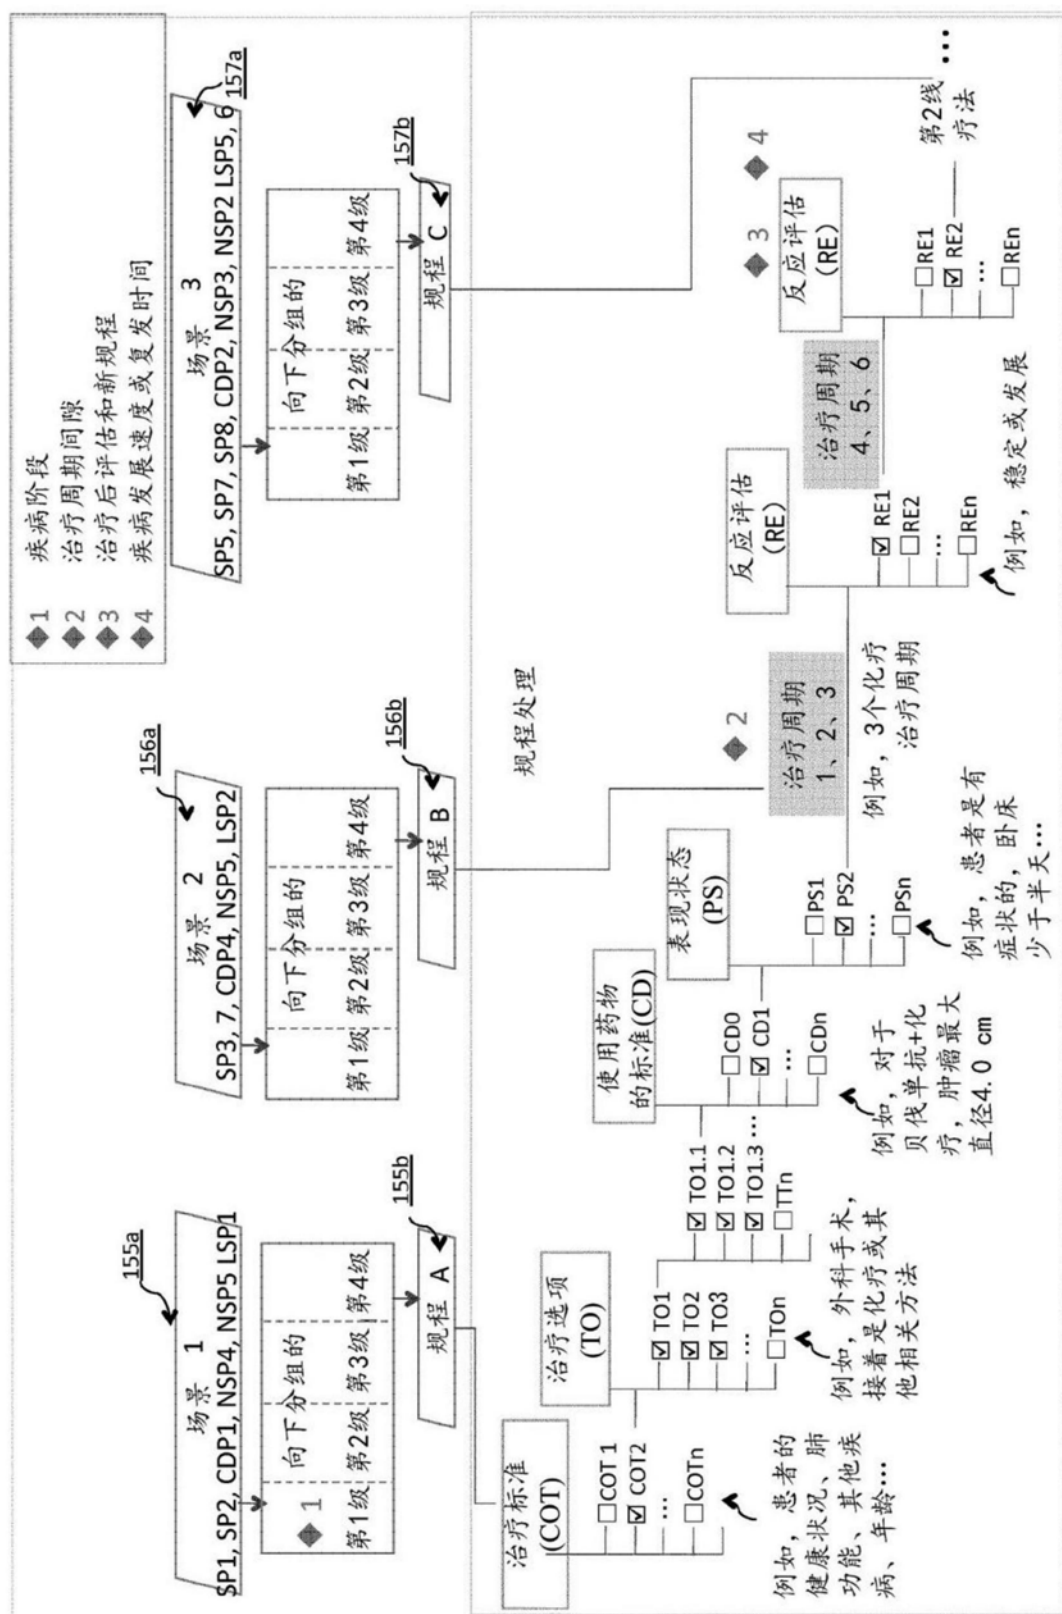 155a
场景 1
SP1, SP2, CDP1, NSP4, NSP5 LSP1
◆1
向下分组的
第1级 第2级 第3级 第4级
规程 A
155b
156a
场景 2
SP3, 7, CDP4, NSP5, LSP2
向下分组的
第1级 第2级 第3级 第4级
规程 B
156b
◆1 疾病阶段
◆2 治疗周期间隙
◆3 治疗后评估和新规程
◆4 疾病发展速度或复发时间
157a
场景 3
SP5, SP7, SP8, CDP2, NSP3, NSP2 LSP5, 6
向下分组的
第1级 第2级 第3级 第4级
规程 C
157b
规程处理
治疗标准
(COT)
☐COT1
☑COT2
...
☐COTn
例如，患者的
健康状况、肺
功能、其他疾
病、年龄...
治疗选项
(TO)
☑TO1
☑TO2
☑TO3
...
☐TOn
例如，外科手术，
接着是化疗或其
他相关方法
☑TO1.1
☑TO1.2
☑TO1.3...
☐TTn
使用药物
的标准(CD)
☐CD0
☑CD1
...
☐CDn
例如，对于
贝伐单抗+化
疗，肿瘤最大
直径4.0 cm
表现状态
(PS)
☐PS1
☑PS2
...
☐PSn
例如，患者是有
症状的，卧床
少于半天...
◆2
治疗周期
1、2、3
例如，3个化疗
治疗周期
反应评估
(RE)
☑RE1
☐RE2
...
☐REn
例如，稳定或发展
治疗周期
4、5、6
◆3 ◆4
反应评估
(RE)
☐RE1
☑RE2
...
☐REn
第2线
疗法
...